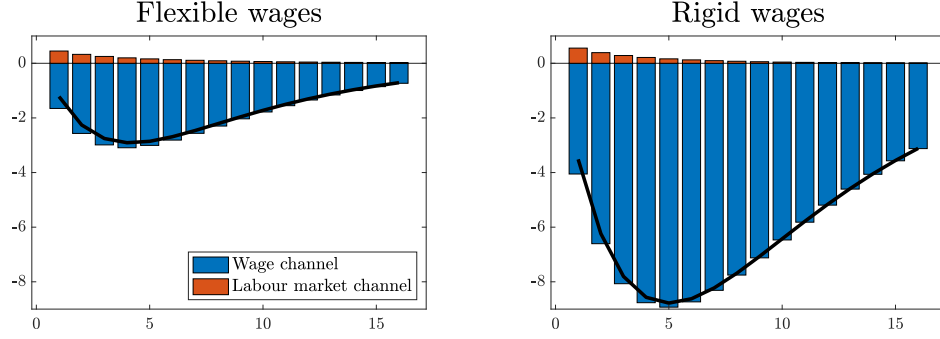 Flexible wages
0
-2
-4
-6
-8
0 5 10 15
Wage channel
Labour market channel
Rigid wages
0
-2
-4
-6
-8
0 5 10 15